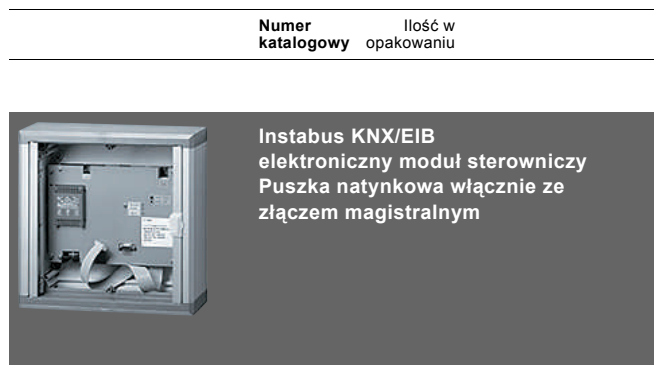 Numer Ilość w
katalogowy opakowaniu
Instabus KNX/EIB
elektroniczny moduł sterowniczy
Puszka natynkowa włącznie ze
złączem magistralnym